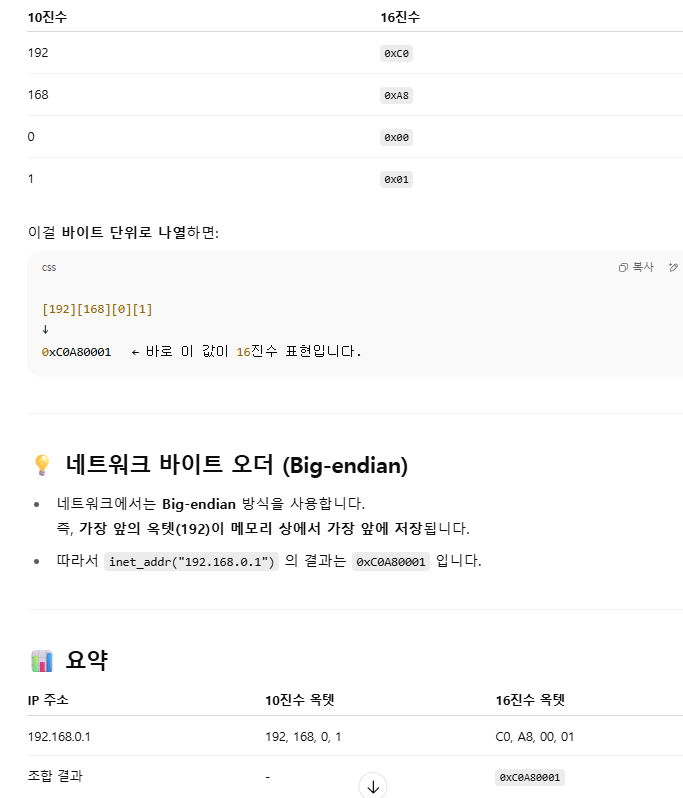 10진수 16진수
192 0xC0
168 0xA8
0 0x00
1 0x01
이걸 바이트 단위로 나열하면:
css 복사
[192][168][0][1]
↓
0xC0A80001 ← 바로 이 값이 16진수 표현입니다.
💡 네트워크 바이트 오더 (Big-endian)
• 네트워크에서는 Big-endian 방식을 사용합니다.
즉, 가장 앞의 옥텟(192)이 메모리 상에서 가장 앞에 저장됩니다.
• 따라서 inet_addr("192.168.0.1") 의 결과는 0xC0A80001 입니다.
📊 요약
IP 주소 10진수 옥텟 16진수 옥텟
192.168.0.1 192, 168, 0, 1 C0, A8, 00, 01
조합 결과 - 0xC0A80001